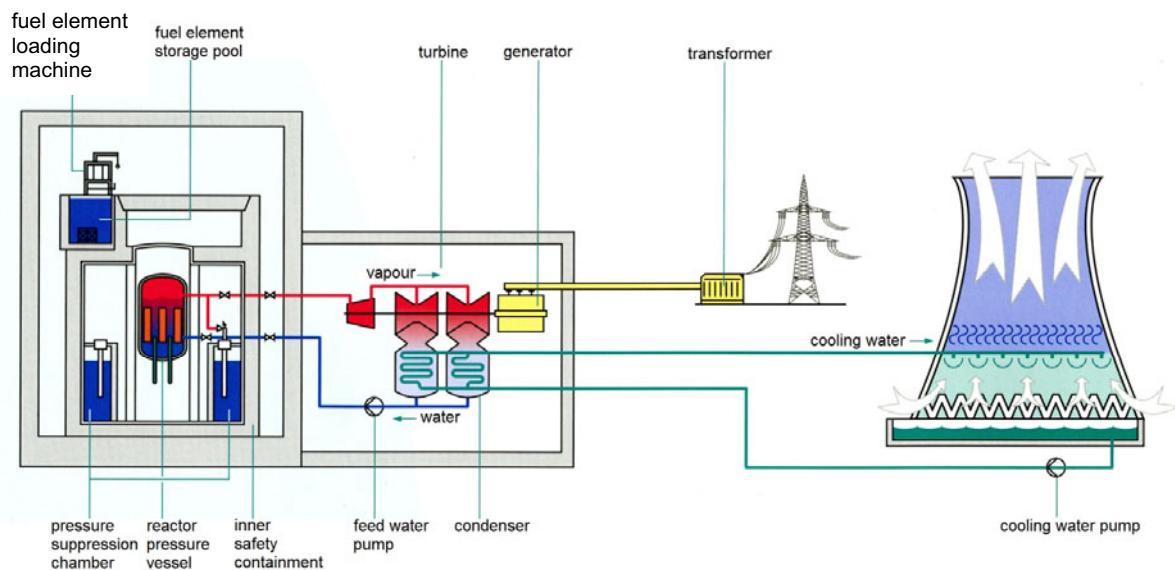 fuel element
loading
machine
fuel element
storage pool
turbine
generator
transformer
vapour
cooling water
water
pressure
suppression
chamber
reactor
pressure
vessel
inner
safety
containment
feed water
pump
condenser
cooling water pump